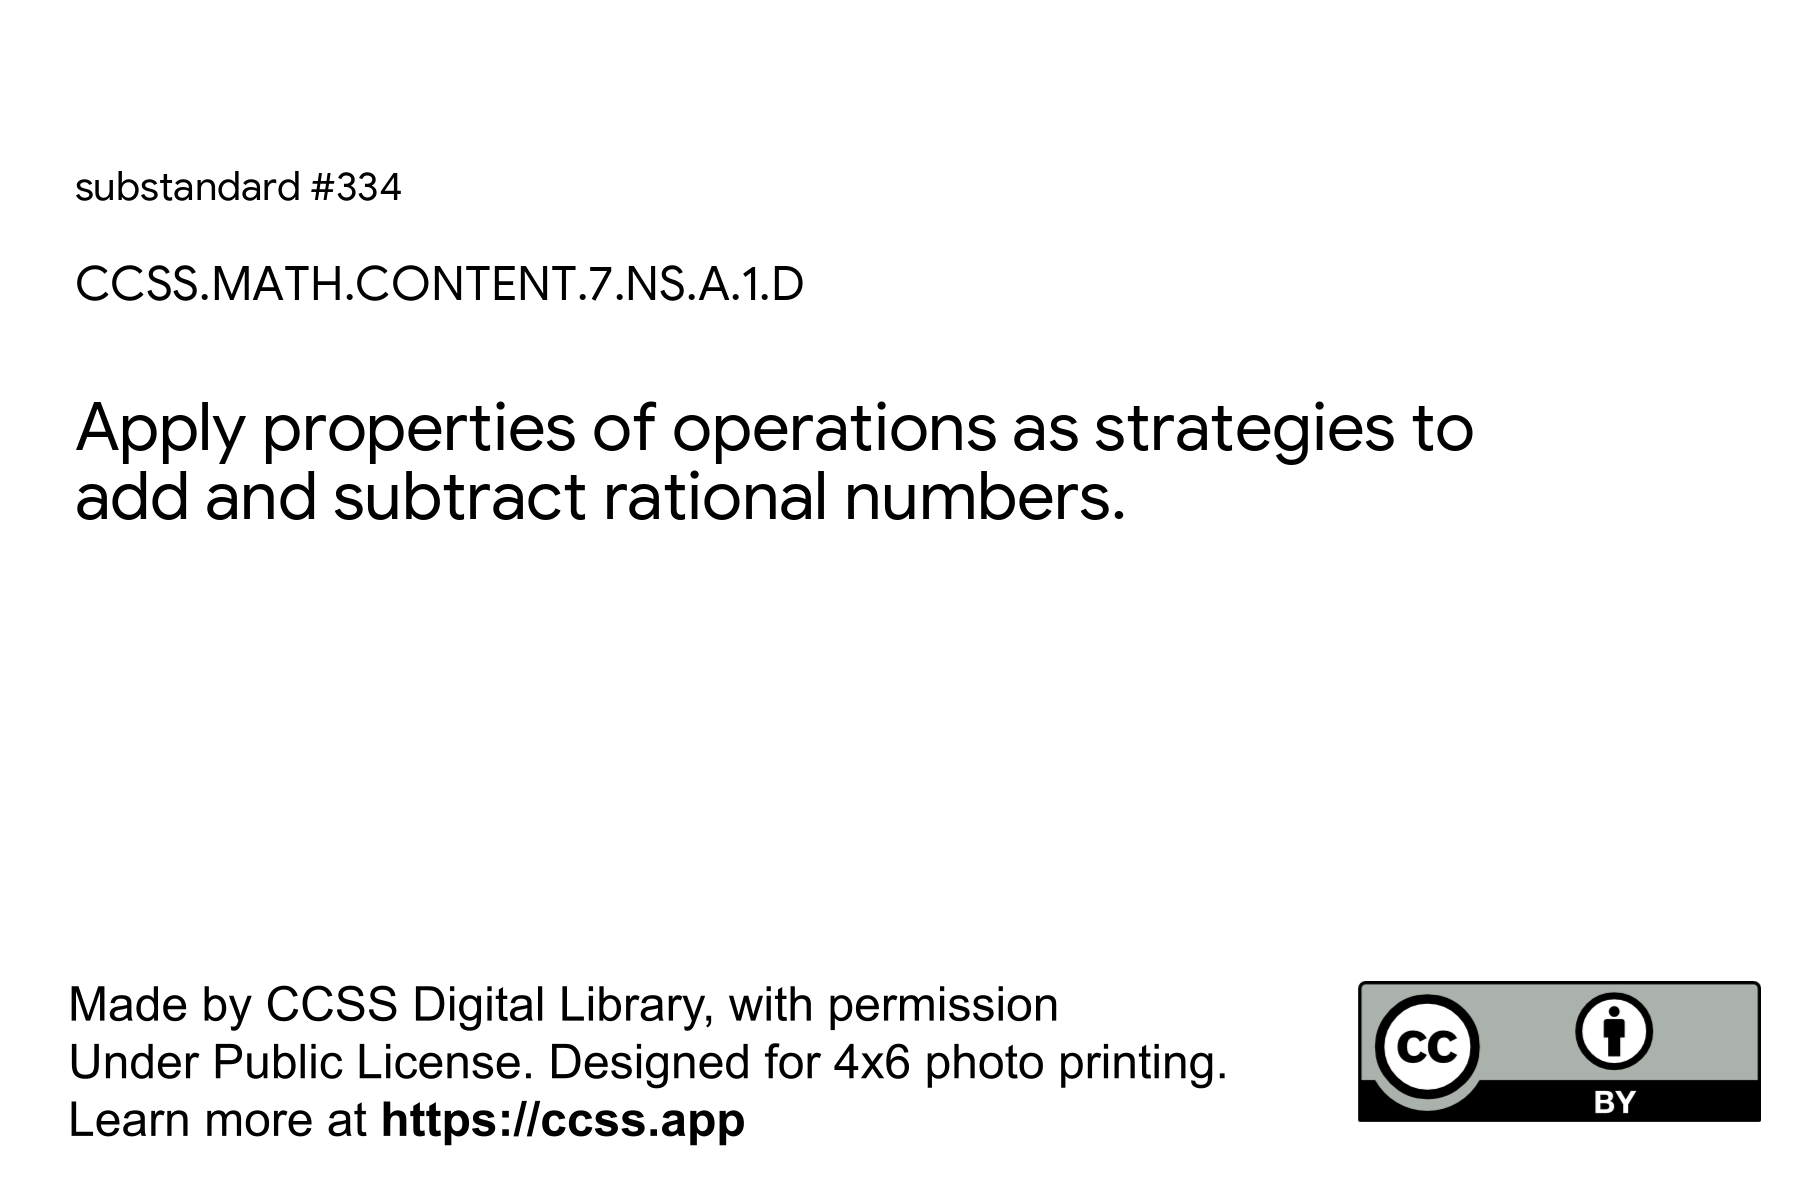 substandard #334
CCSS.MATH.CONTENT.7.NS.A.1.D
Apply properties of operations as strategies to
add and subtract rational numbers.
Made by CCSS Digital Library, with permission
Under Public License. Designed for 4x6 photo printing.
Learn more at https://ccss.app
CC
BY